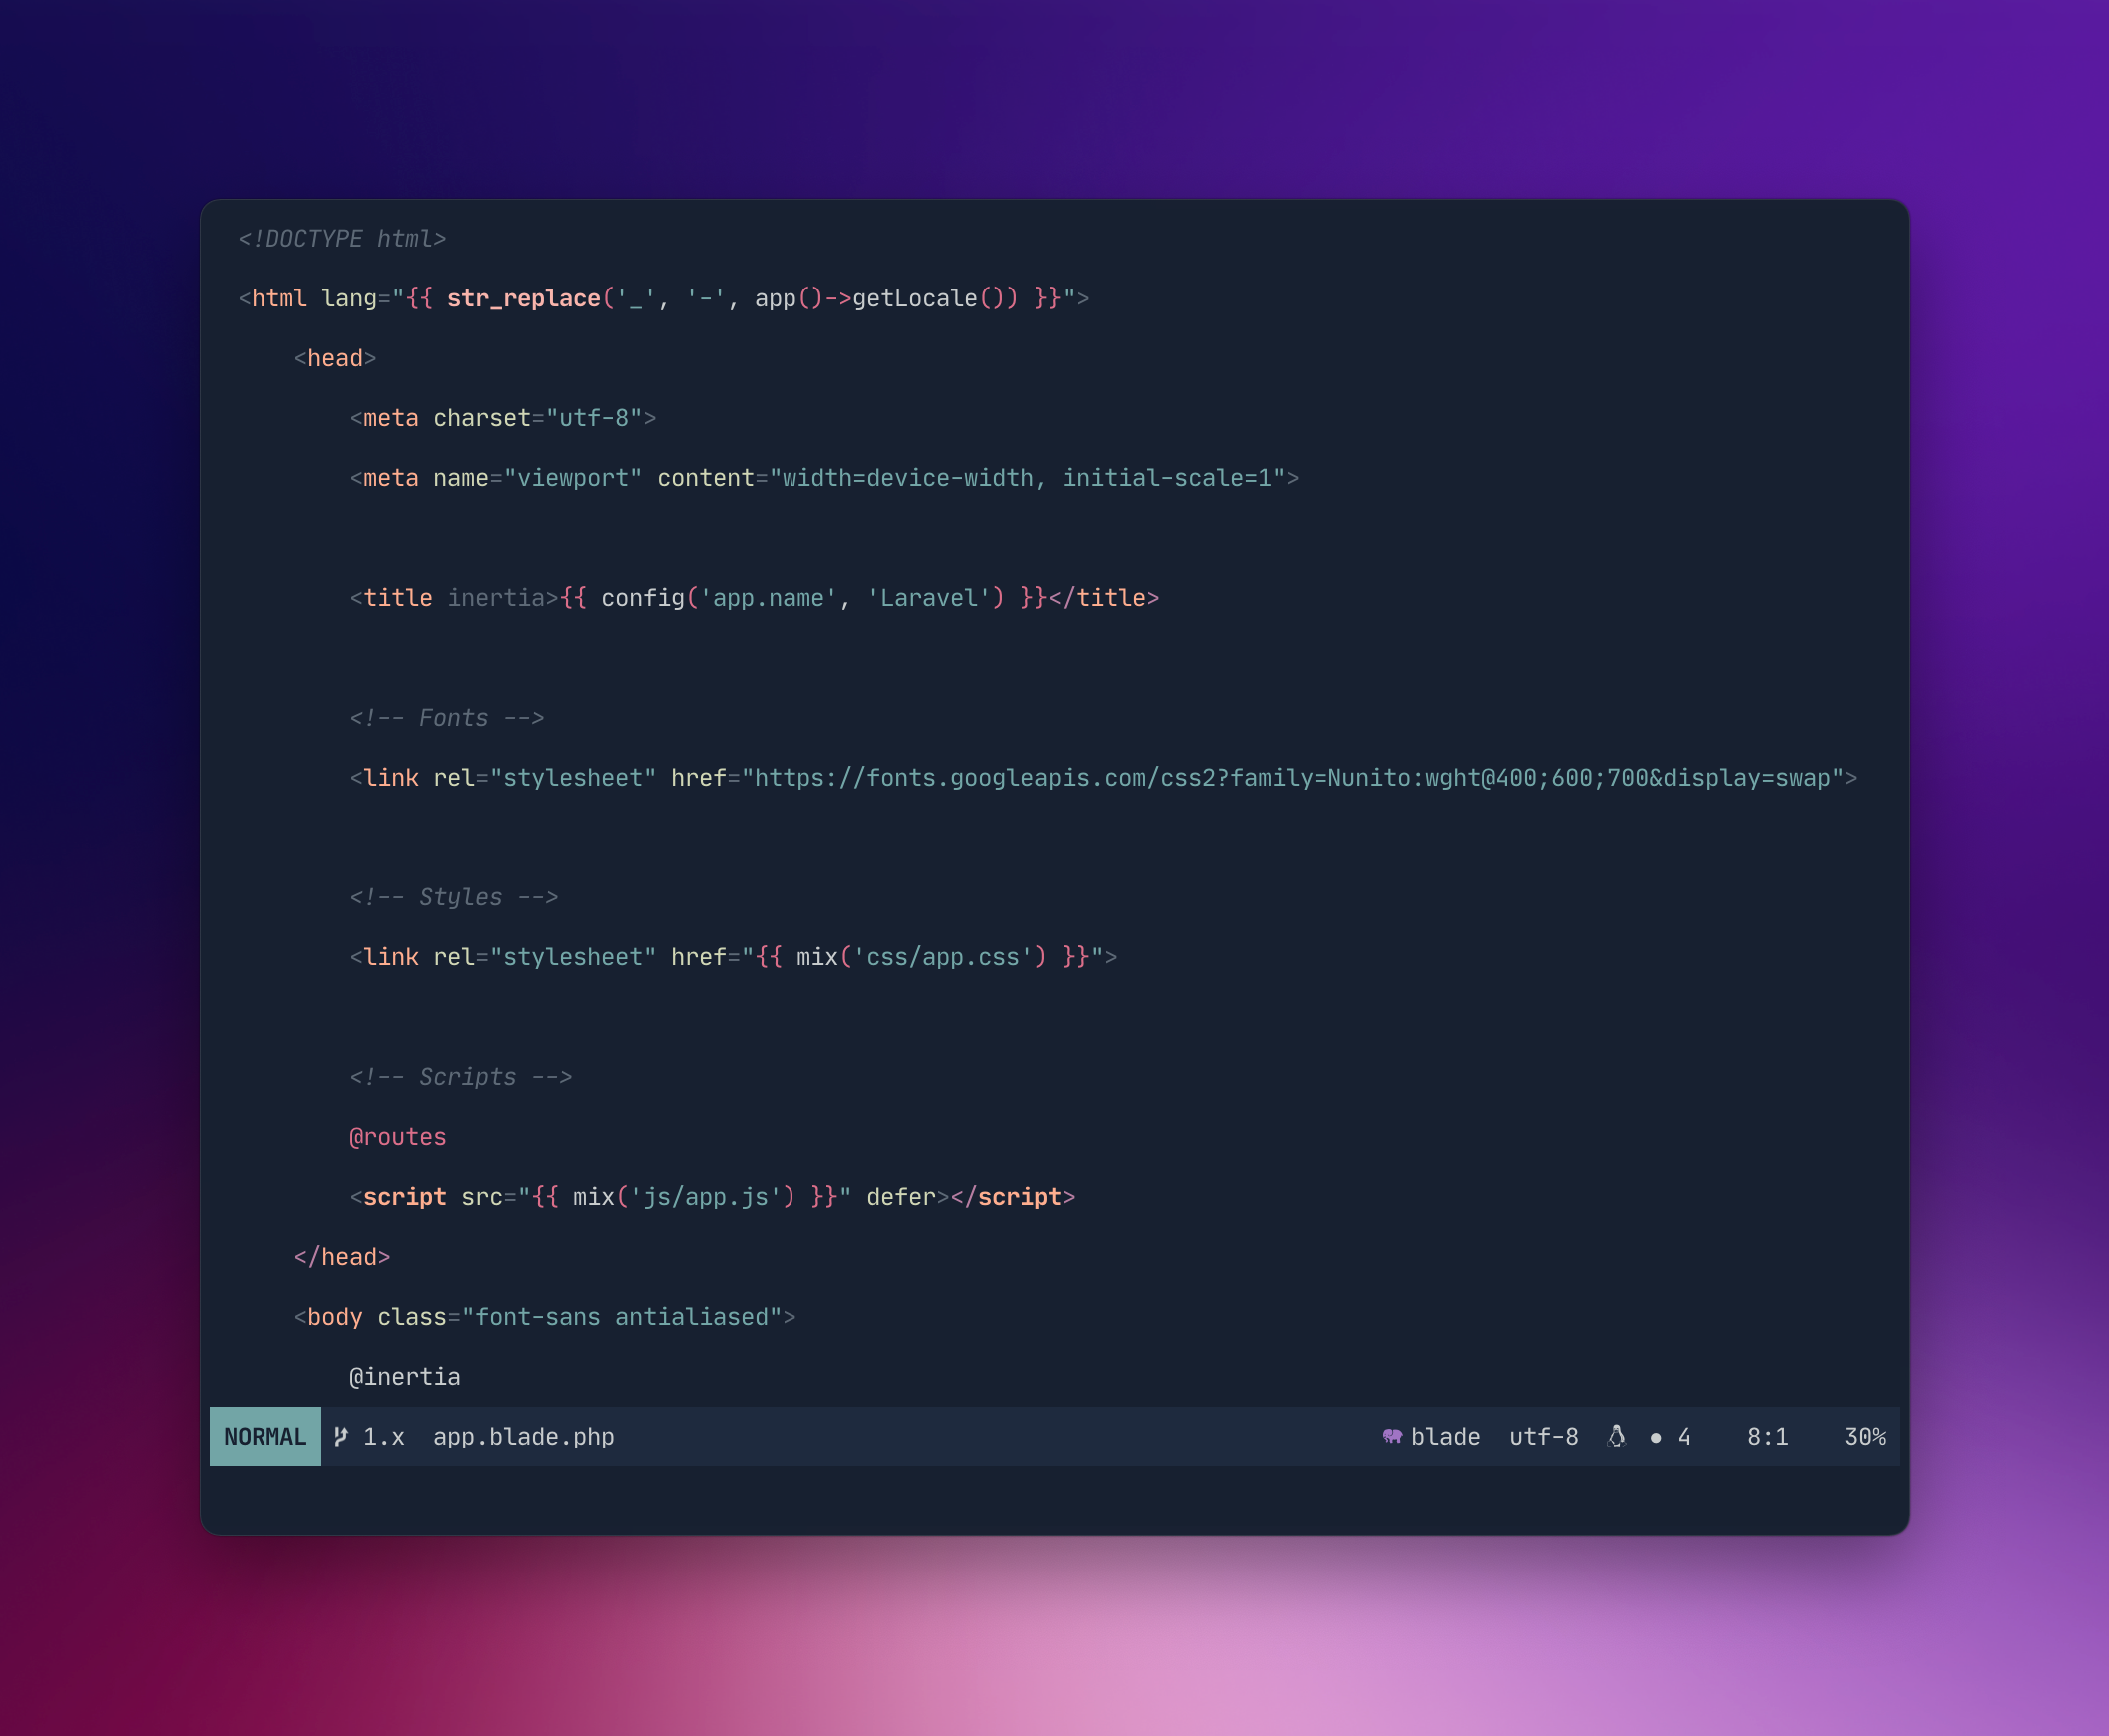 <!DOCTYPE html>
<html lang="{{ str_replace('_', '-', app()->getLocale()) }}">
    <head>
        <meta charset="utf-8">
        <meta name="viewport" content="width=device-width, initial-scale=1">

        <title inertia>{{ config('app.name', 'Laravel') }}</title>

        <!-- Fonts -->
        <link rel="stylesheet" href="https://fonts.googleapis.com/css2?family=Nunito:wght@400;600;700&display=swap">

        <!-- Styles -->
        <link rel="stylesheet" href="{{ mix('css/app.css') }}">

        <!-- Scripts -->
        @routes
        <script src="{{ mix('js/app.js') }}" defer></script>
    </head>
    <body class="font-sans antialiased">
        @inertia
NORMAL 1.x app.blade.php blade utf-8 ● 4 8:1 30%